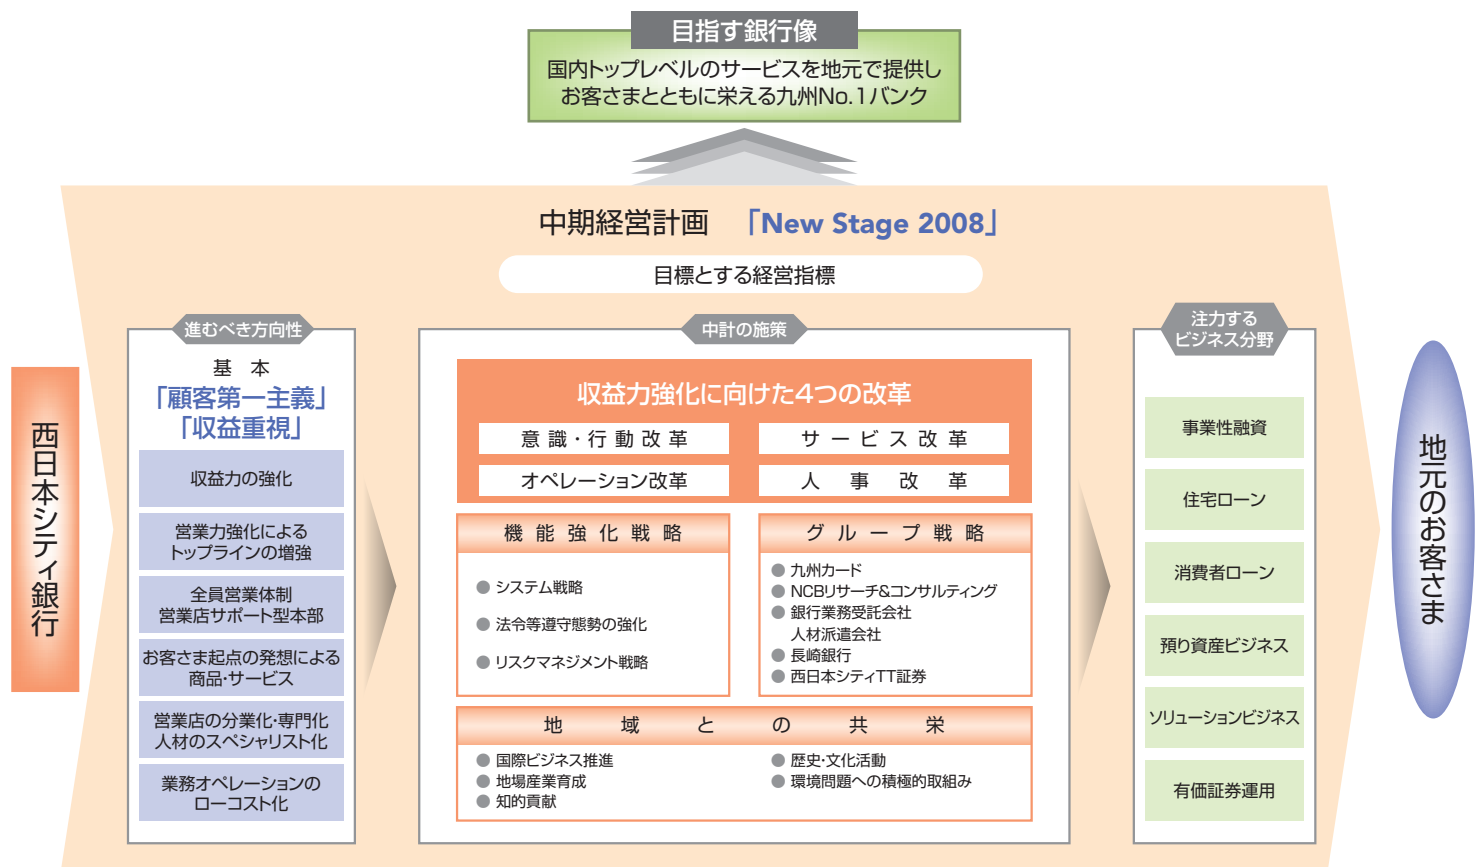 目指す銀行像
国内トップレベルのサービスを地元で提供し
お客さまとともに栄える九州No.1バンク
中期経営計画 「New Stage 2008」
目標とする経営指標
西日本シティ銀行
進むべき方向性
基 本
「顧客第一主義」
「収益重視」
収益力の強化
営業力強化による
トップラインの増強
全員営業体制
営業店サポート型本部
お客さま起点の発想による
商品・サービス
営業店の分業化・専門化
人材のスペシャリスト化
業務オペレーションの
ローコスト化
中計の施策
収益力強化に向けた4つの改革
意識・行動改革
サービス改革
オペレーション改革
人事改革
機能強化戦略
● システム戦略
● 法令等遵守態勢の強化
● リスクマネジメント戦略
グループ戦略
● 九州カード
● NCBリサーチ&コンサルティング
● 銀行業務受託会社
人材派遣会社
● 長崎銀行
● 西日本シティTT証券
地域との共栄
● 国際ビジネス推進
● 地場産業育成
● 知的貢献
● 歴史・文化活動
● 環境問題への積極的取組み
注力する
ビジネス分野
事業性融資
住宅ローン
消費者ローン
預り資産ビジネス
ソリューションビジネス
有価証券運用
地元のお客さま